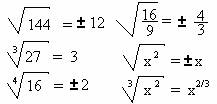 √144 = ±12 √(16/9) = ± 4/3
∛27 = 3 √x² = ±x
∜16 = ±2 ∛x² = x^2/3